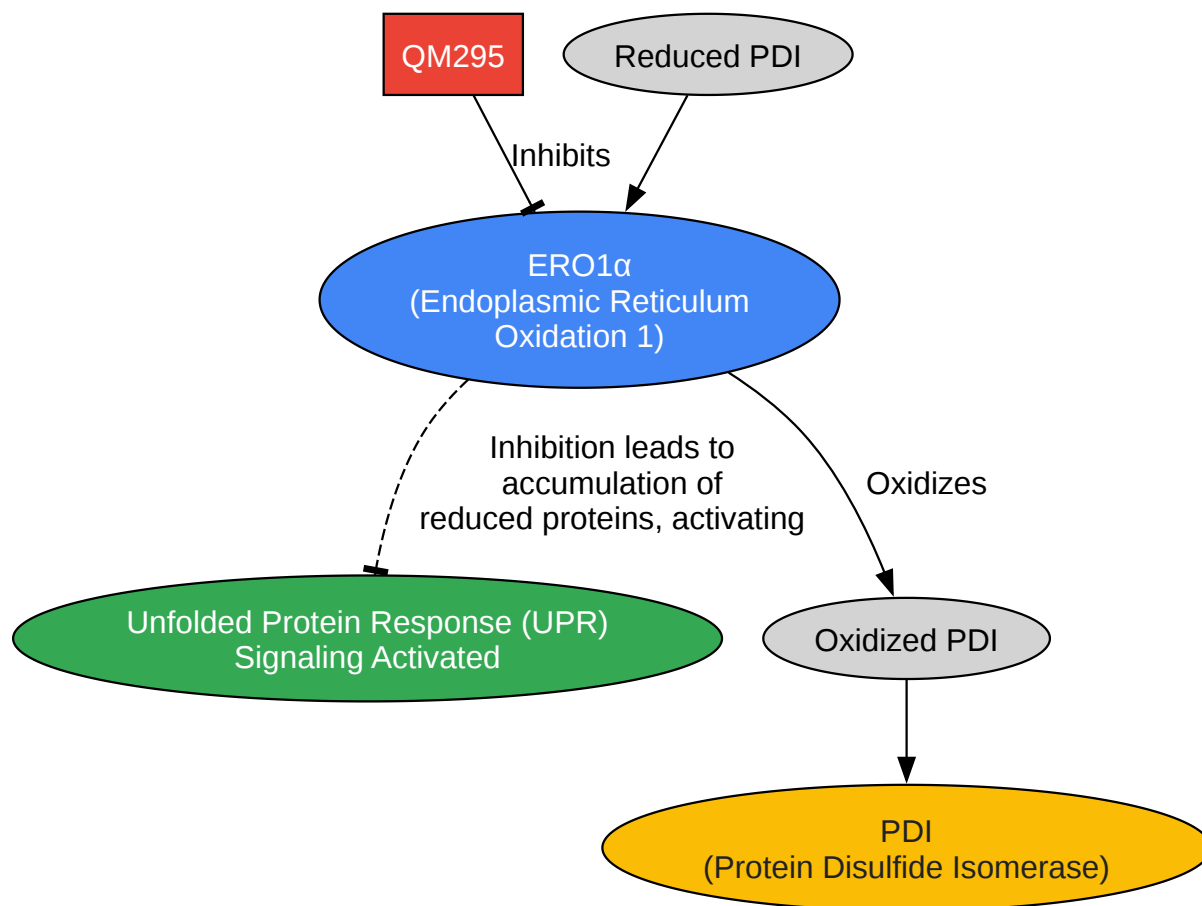 QM295
Reduced PDI
Inhibits
ERO1α
(Endoplasmic Reticulum
Oxidation 1)
Inhibition leads to
accumulation of
reduced proteins, activating
Oxidizes
Unfolded Protein Response (UPR)
Signaling Activated
Oxidized PDI
PDI
(Protein Disulfide Isomerase)